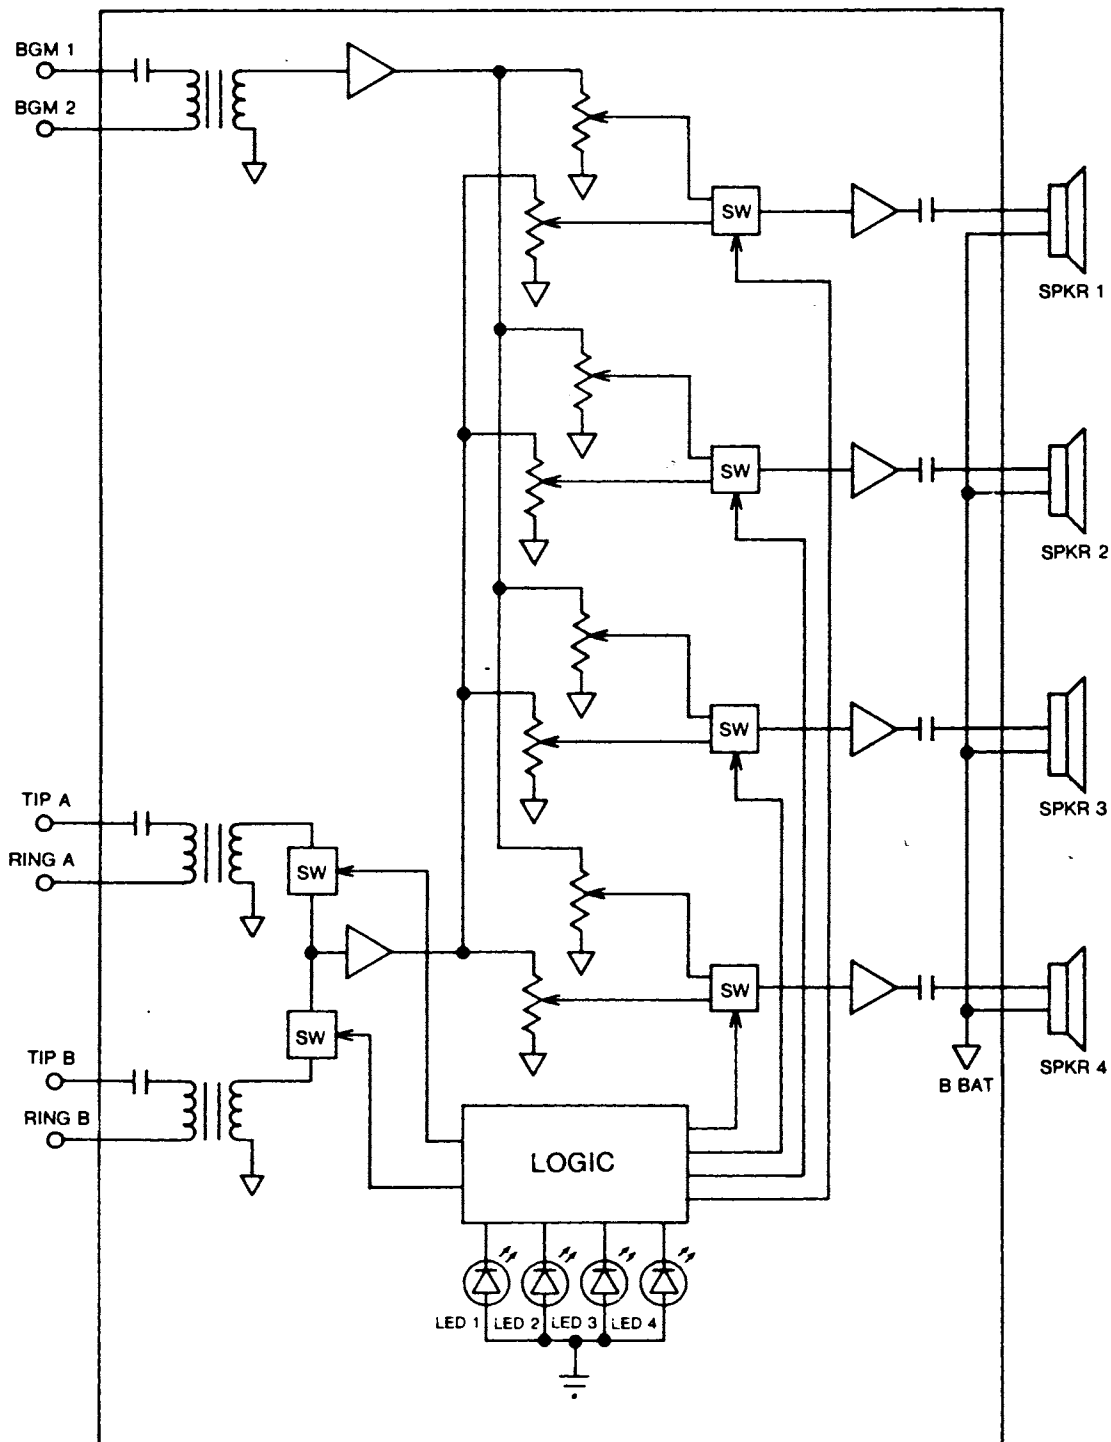 BGM 1
BGM 2
SW
SPKR 1
SW
SPKR 2
SW
SPKR 3
TIP A
RING A
SW
SW
SPKR 4
B BAT
SW
TIP B
RING B
LOGIC
LED 1
LED 2
LED 3
LED 4